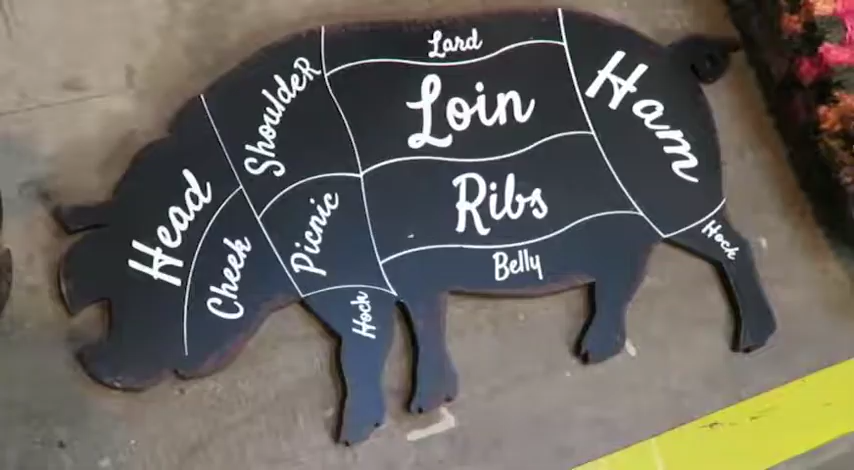 Lard
Shoulder
Loin
Ham
Head
Cheek
Picnic
Ribs
Hock
Belly
Hock